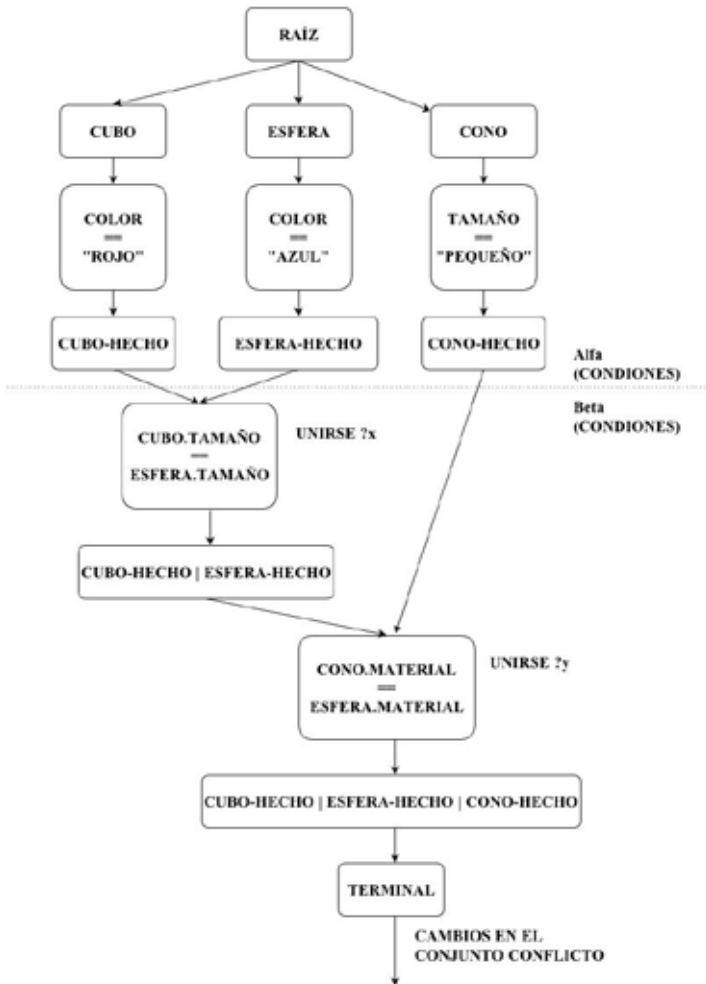 RAÍZ
CUBO
ESFERA
CONO
COLOR
==
"ROJO"
COLOR
==
"AZUL"
TAMAÑO
==
"PEQUEÑO"
CUBO-HECHO
ESFERA-HECHO
CONO-HECHO
Alfa
(CONDIONES)
Beta
(CONDIONES)
CUBO.TAMAÑO
==
ESFERA.TAMAÑO
UNIRSE ?x
CUBO-HECHO | ESFERA-HECHO
CONO.MATERIAL
==
ESFERA.MATERIAL
UNIRSE ?y
CUBO-HECHO | ESFERA-HECHO | CONO-HECHO
TERMINAL
CAMBIOS EN EL
CONJUNTO CONFLICTO